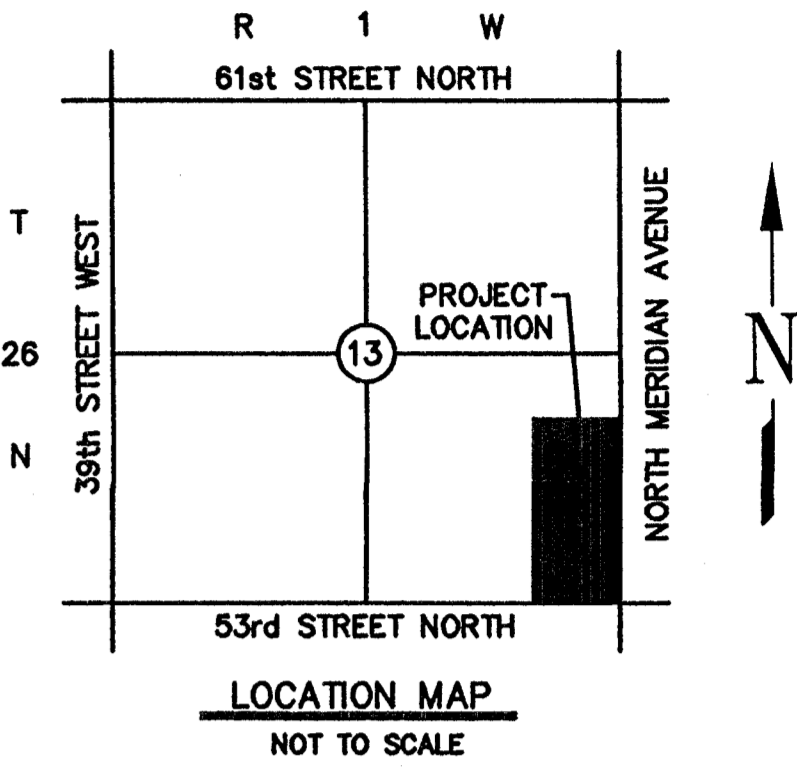 R 1 W
61st STREET NORTH
T
26
N
39th STREET WEST
PROJECT
LOCATION
13
NORTH MERIDIAN AVENUE
N
53rd STREET NORTH
LOCATION MAP
NOT TO SCALE